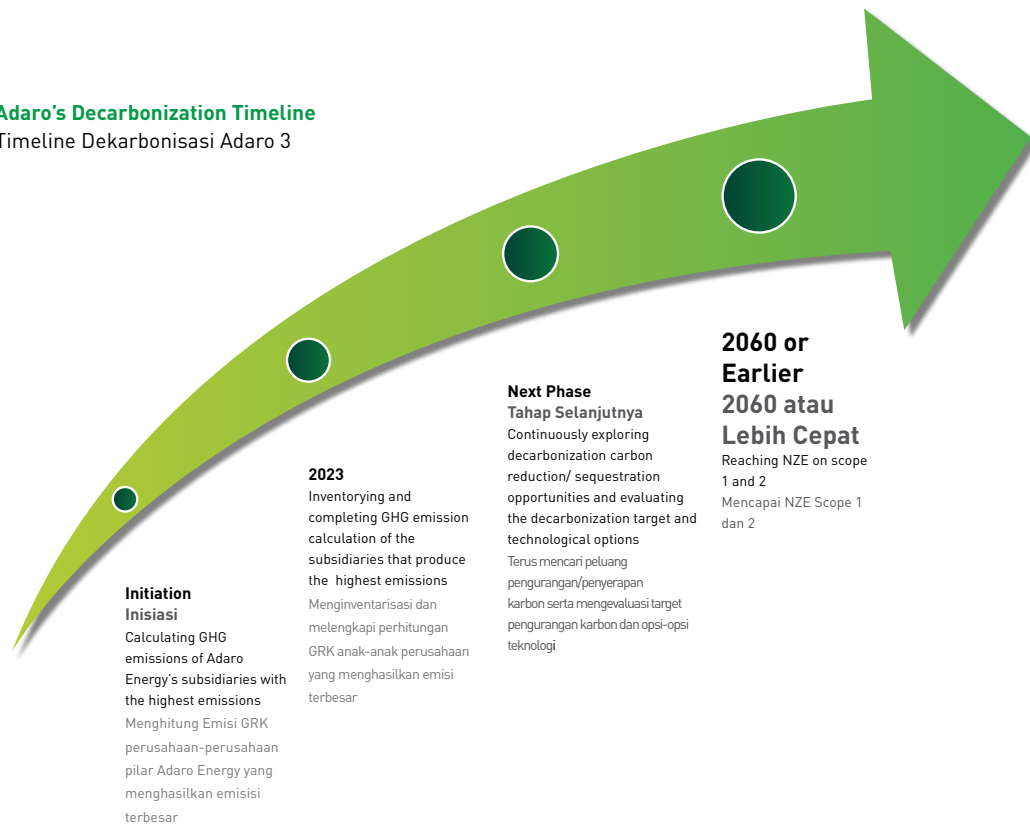 Adaro's Decarbonization Timeline
Timeline Dekarbonisasi Adaro 3
Initiation
Inisiasi
Calculating GHG
emissions of Adaro
Energy's subsidiaries with
the highest emissions
Menghitung Emisi GRK
perusahaan-perusahaan
pilar Adaro Energy yang
menghasilkan emisisi
terbesar
2023
Inventorying and
completing GHG emission
calculation of the
subsidiaries that produce
the highest emissions
Menginventarisasi dan
melengkapi perhitungan
GRK anak-anak perusahaan
yang menghasilkan emisi
terbesar
Next Phase
Tahap Selanjutnya
Continuously exploring
decarbonization carbon
reduction/ sequestration
opportunities and evaluating
the decarbonization target and
technological options
Terus mencari peluang
pengurangan/penyerapan
karbon serta mengevaluasi target
pengurangan karbon dan opsi-opsi
teknologi
2060 or
Earlier
2060 atau
Lebih Cepat
Reaching NZE on scope
1 and 2
Mencapai NZE Scope 1
dan 2